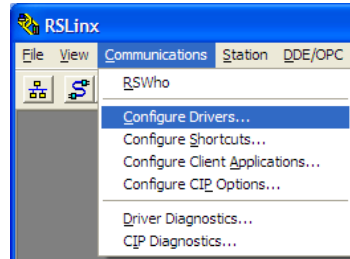 RSLinx
File View Communications Station DDE/OPC
RSWho
Configure Drivers...
Configure Shortcuts...
Configure Client Applications...
Configure CIP Options...
Driver Diagnostics...
CIP Diagnostics...